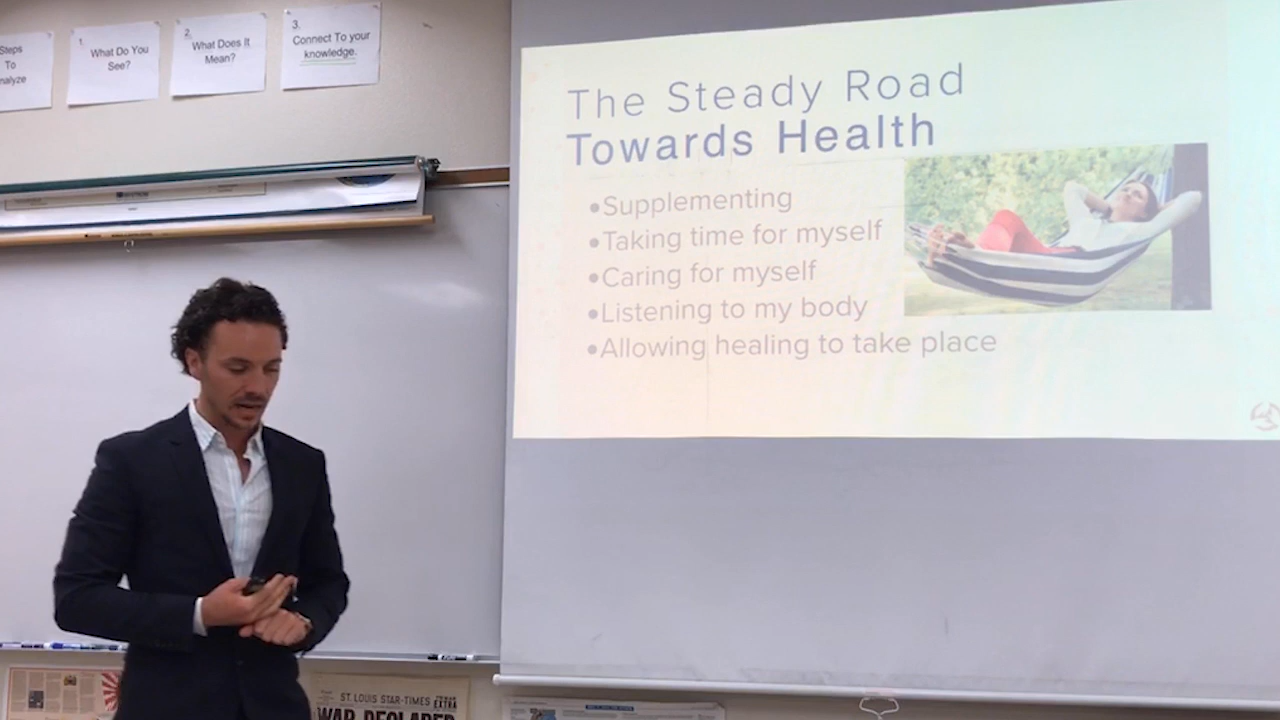 Steps
To
nalyze
1.
What Do You
See?
2.
What Does It
Mean?
3.
Connect To your
knowledge.
The Steady Road
Towards Health
•Supplementing
•Taking time for myself
•Caring for myself
•Listening to my body
•Allowing healing to take place
ST. LOUIS STAR-TIMES
EXTRA
WAR DECLARED